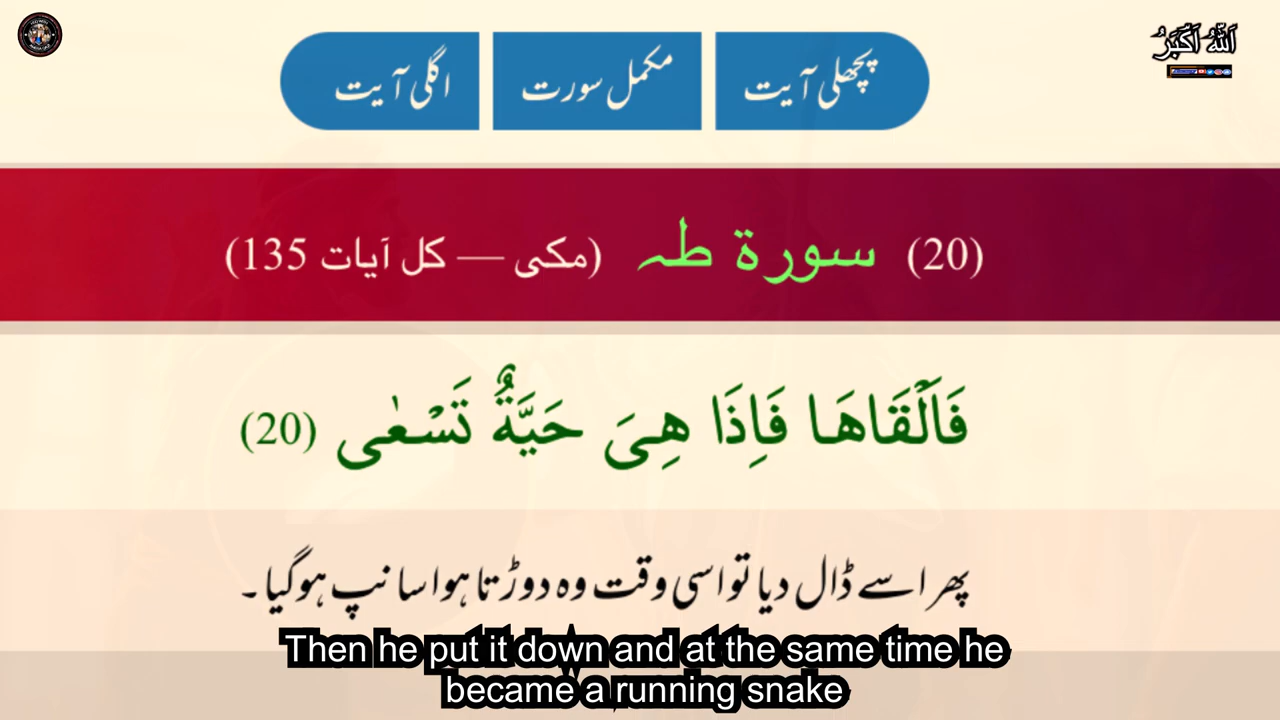 اَللّٰهُ اَکْبَرُ
پچھلی آیت
مکمل سورت
اگلی آیت
(20) سورۃ طہ (مکی — کل آیات 135)
فَاَلْقَاهَا فَاِذَا هِىَ حَيَّةٌ تَسْعٰى (20)
پھر اسے ڈال دیا تو اسی وقت وہ دوڑتا ہوا سانپ ہوگیا۔
Then he put it down and at the same time he
became a running snake